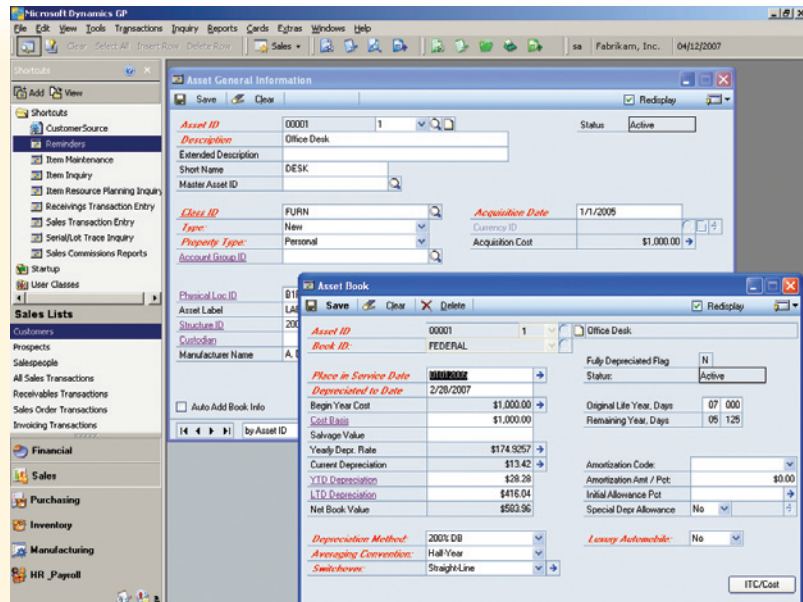 Microsoft Dynamics GP
File Edit View Tools Transactions Inquiry Reports Cards Extras Windows Help
Clear Select All Insert Row Delete Row Sales sa Fabrikam, Inc. 04/12/2007
Shortcuts
Add View
Shortcuts
CustomerSource
Reminders
Item Maintenance
Item Inquiry
Item Resource Planning Inquiry
Receivings Transaction Entry
Sales Transaction Entry
Serial/Lot Trace Inquiry
Sales Commissions Reports
Startup
User Classes
Sales Lists
Customers
Prospects
Salespeople
All Sales Transactions
Receivables Transactions
Sales Order Transactions
Invoicing Transactions
Financial
Sales
Purchasing
Inventory
Manufacturing
HR_Payroll
Asset General Information
Save Clear Redisplay
Asset ID 00001 1 Status Active
Description Office Desk
Extended Description
Short Name DESK
Master Asset ID
Class ID FURN Acquisition Date 1/1/2005
Type: New Currency ID
Property Type: Personal Acquisition Cost $1,000.00
Account Group ID
Physical Loc ID
Asset Label
Structure ID
Custodian
Manufacturer Name
Auto Add Book Info
by Asset ID
Asset Book
Save Clear Delete Redisplay
Asset ID 00001 1 Office Desk
Book ID: FEDERAL
Fully Depreciated Flag N
Place in Service Date 01/01/2005 Status: Active
Depreciated to Date 2/28/2007
Begin Year Cost $1,000.00 Original Life Year, Days 07 000
Cost Basis $1,000.00 Remaining Year, Days 05 125
Salvage Value
Yearly Depr. Rate $174.9257
Current Depreciation $13.42 Amortization Code:
YTD Depreciation $28.28 Amortization Amt / Pct: $0.00
LTD Depreciation $416.04 Initial Allowance Pct
Net Book Value $583.96 Special Depr Allowance No
Depreciation Method: 200% DB Luxury Automobile: No
Averaging Convention: Half-Year
Switchover: Straight-Line
ITC/Cost